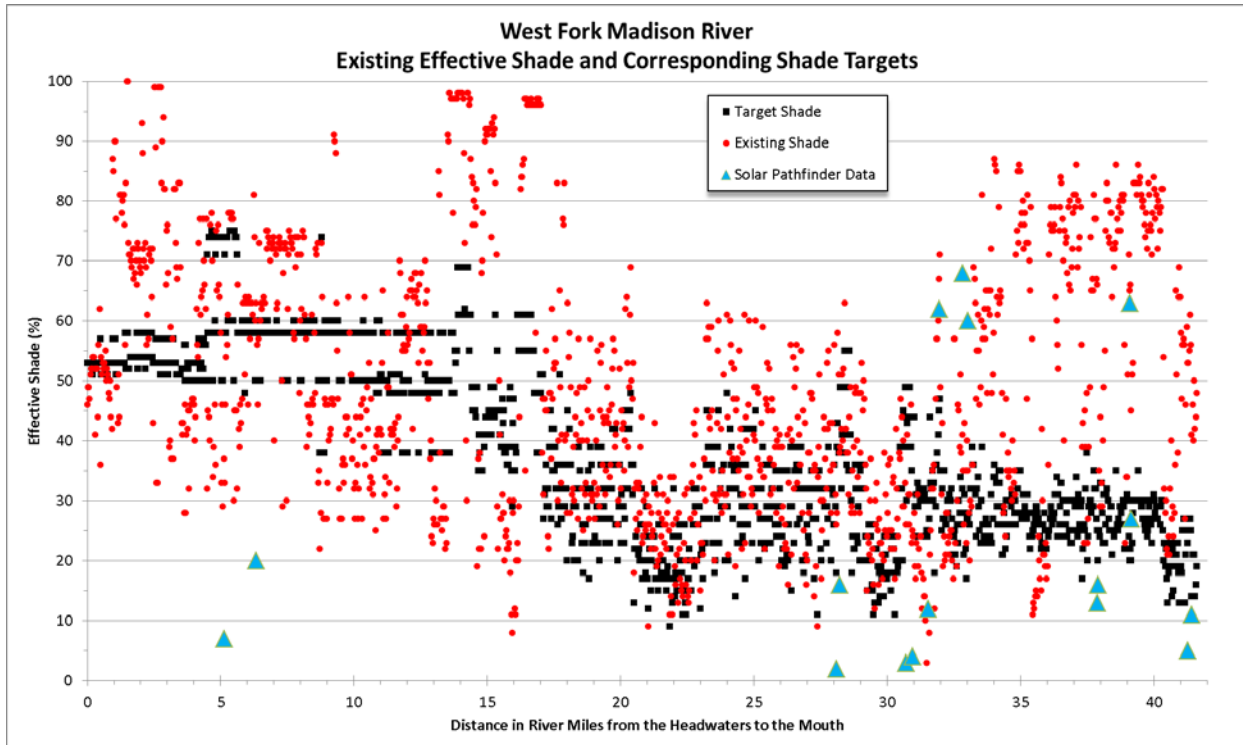 West Fork Madison River
Existing Effective Shade and Corresponding Shade Targets
100
90
80
70
60
50
40
30
20
10
0
Effective Shade (%)
Target Shade
Existing Shade
Solar Pathfinder Data
0 5 10 15 20 25 30 35 40
Distance in River Miles from the Headwaters to the Mouth